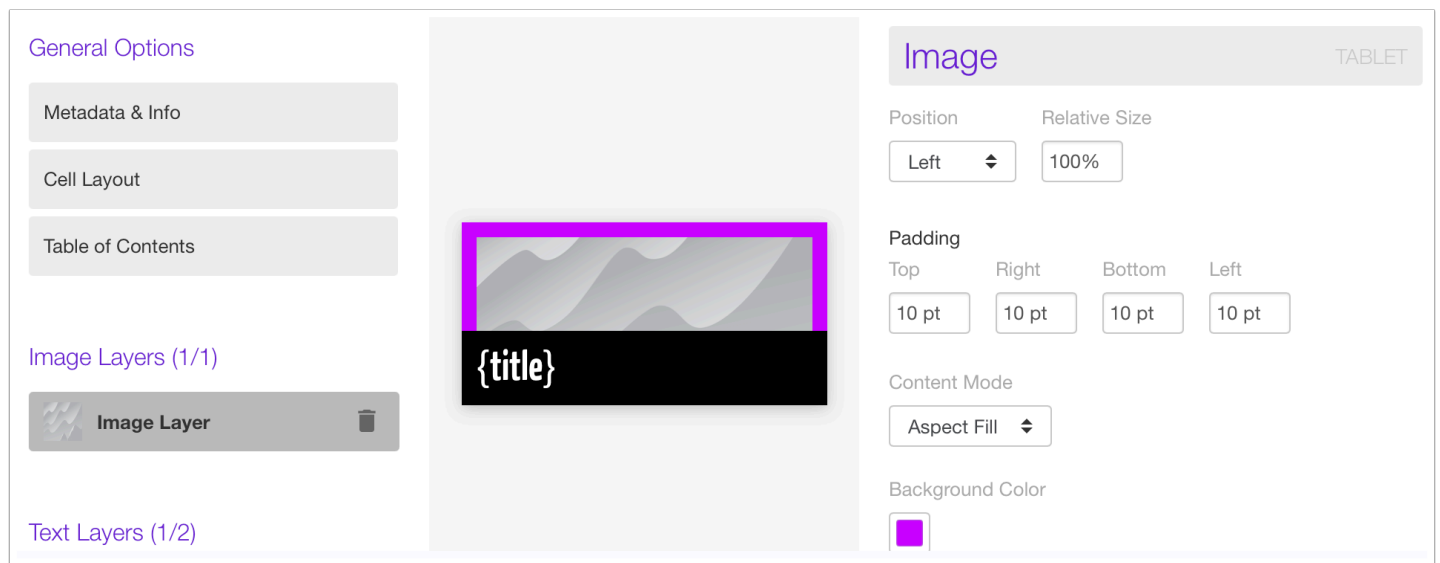 General Options
Metadata & Info
Cell Layout
Table of Contents
Image Layers (1/1)
Image Layer
Text Layers (1/2)
{title}
Image TABLET
Position Relative Size
Left 100%
Padding
Top Right Bottom Left
10 pt 10 pt 10 pt 10 pt
Content Mode
Aspect Fill
Background Color